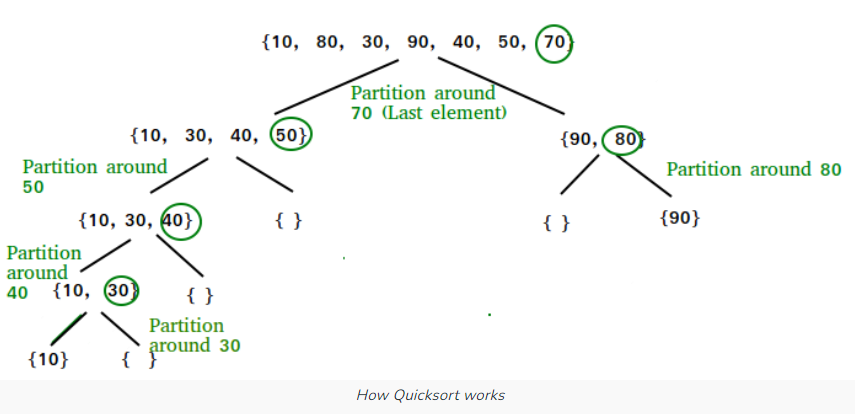 {10, 80, 30, 90, 40, 50, 70}
Partition around
70 (Last element)
{10, 30, 40, 50}
{90, 80}
Partition around
50
Partition around 80
{10, 30, 40}
{ }
{ }
{90}
Partition
around
40
{10, 30}
{ }
Partition
around 30
{10}
{ }
How Quicksort works